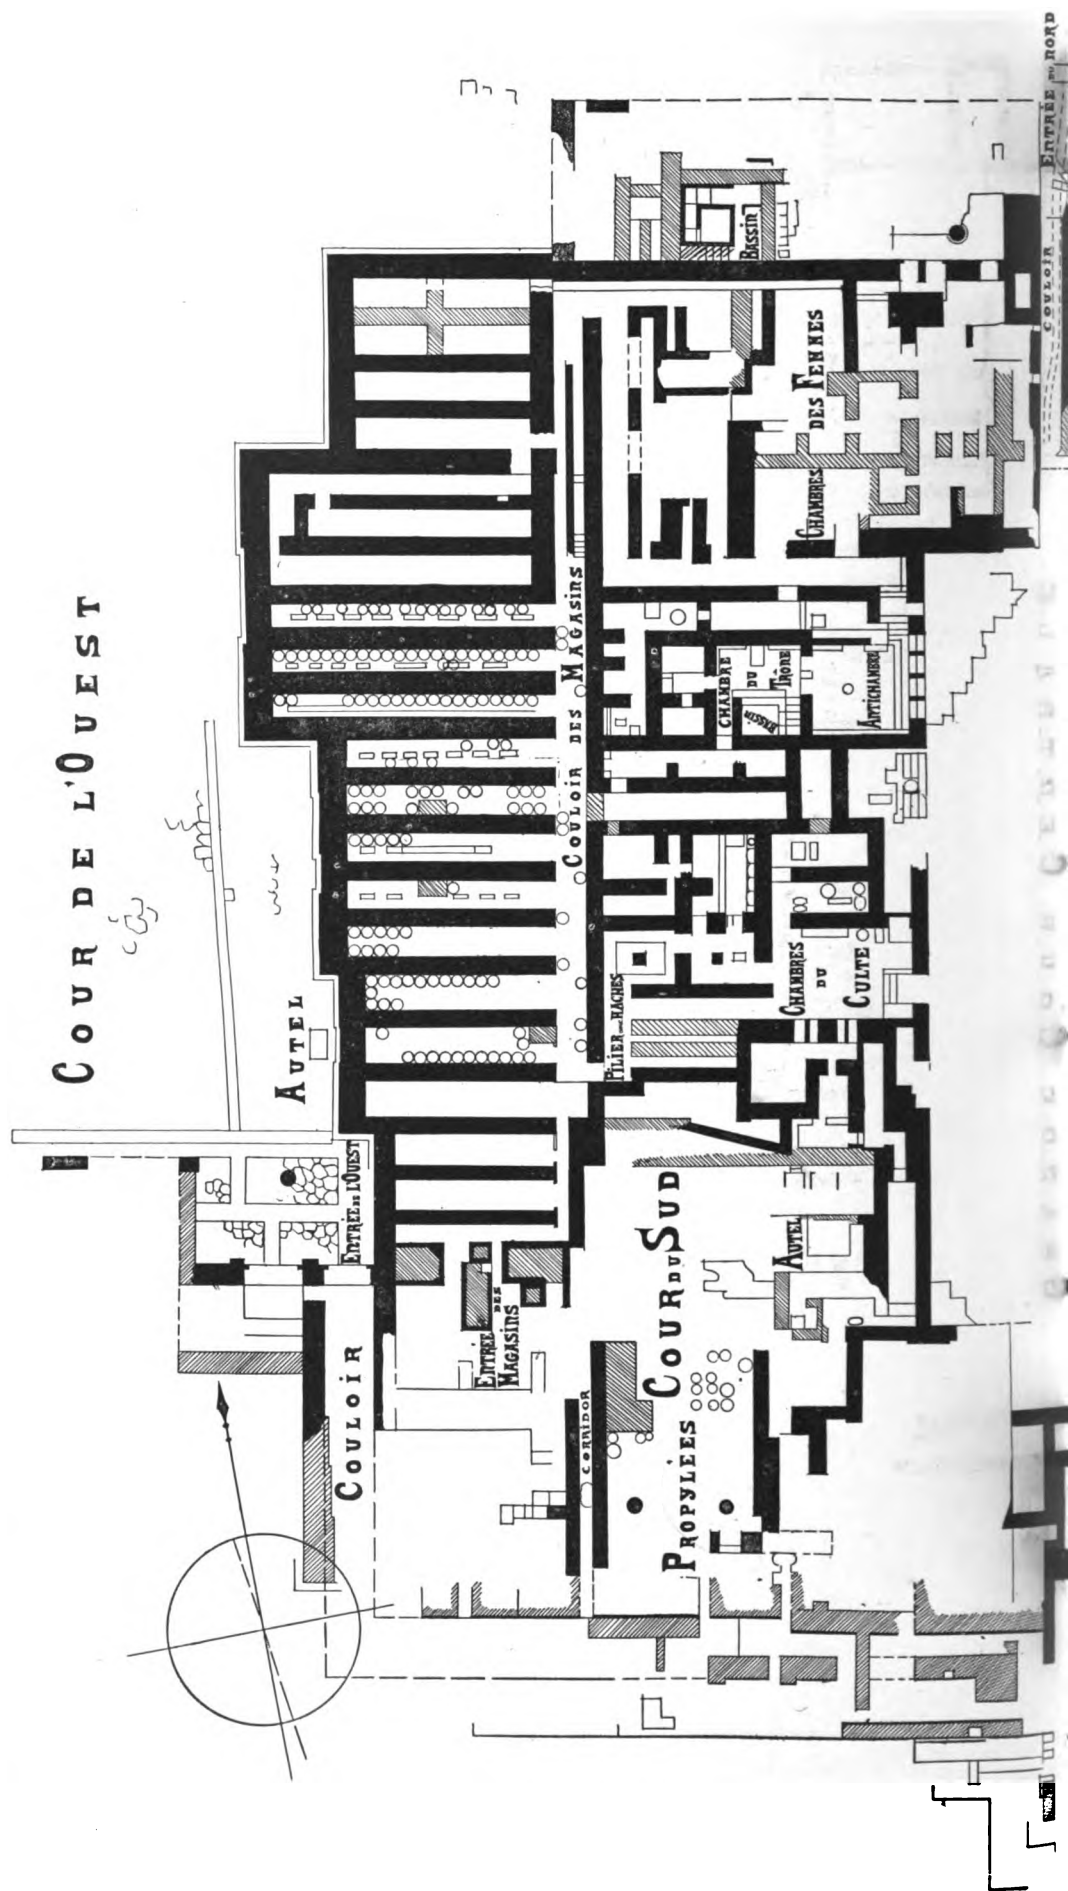 COUR DE L'OUEST
AUTEL
ENTRÉE DE L'OUEST
COULOIR
ENTRÉE DES
MAGASINS
COULOIR DES MAGASINS
CORRIDOR
PILIER AUX HACHES
COUR DU SUD
PROPYLÉES
AUTEL
CHAMBRES
DU
CULTE
CHAMBRE
DU
TRÔNE
BASSIN
ANTICHAMBRE
CHAMBRES DES FEMMES
BASSIN
COULOIR
ENTRÉE DU NORD